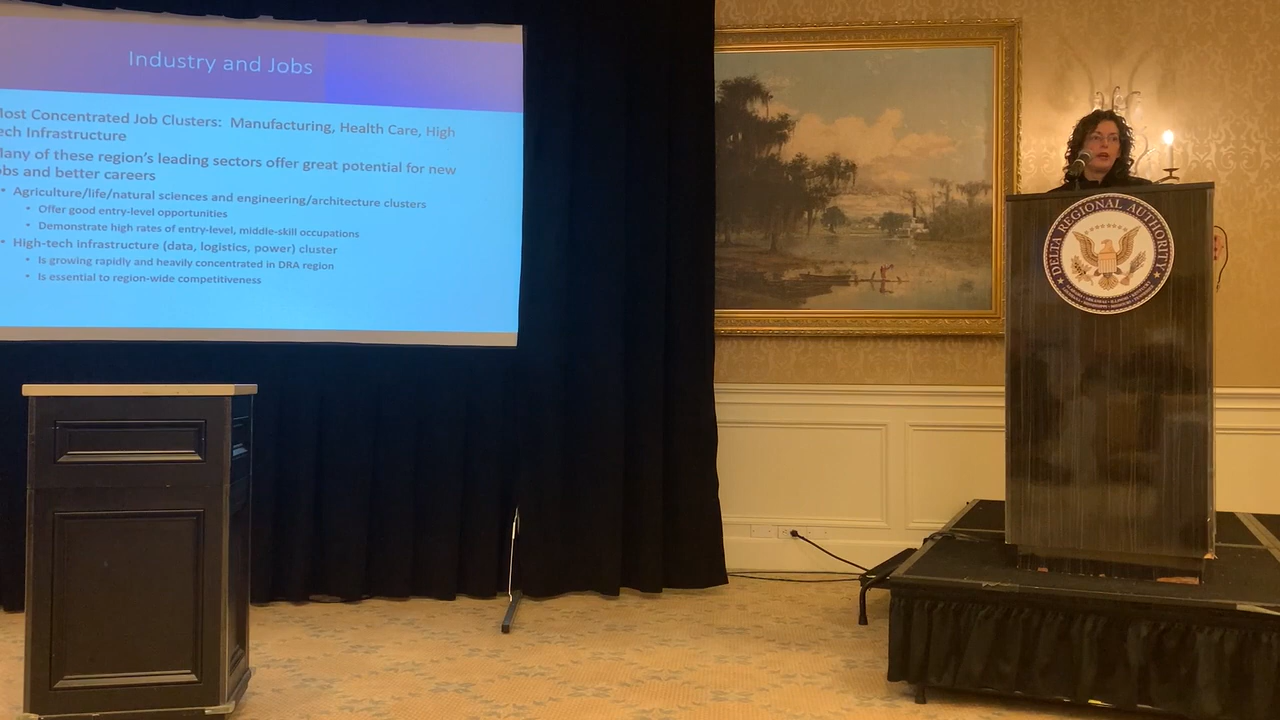 Industry and Jobs
ost Concentrated Job Clusters: Manufacturing, Health Care, High
ech Infrastructure
any of these region's leading sectors offer great potential for new
obs and better careers
• Agriculture/life/natural sciences and engineering/architecture clusters
• Offer good entry-level opportunities
• Demonstrate high rates of entry-level, middle-skill occupations
• High-tech infrastructure (data, logistics, power) cluster
• Is growing rapidly and heavily concentrated in DRA region
• Is essential to region-wide competitiveness
DELTA REGIONAL AUTHORITY